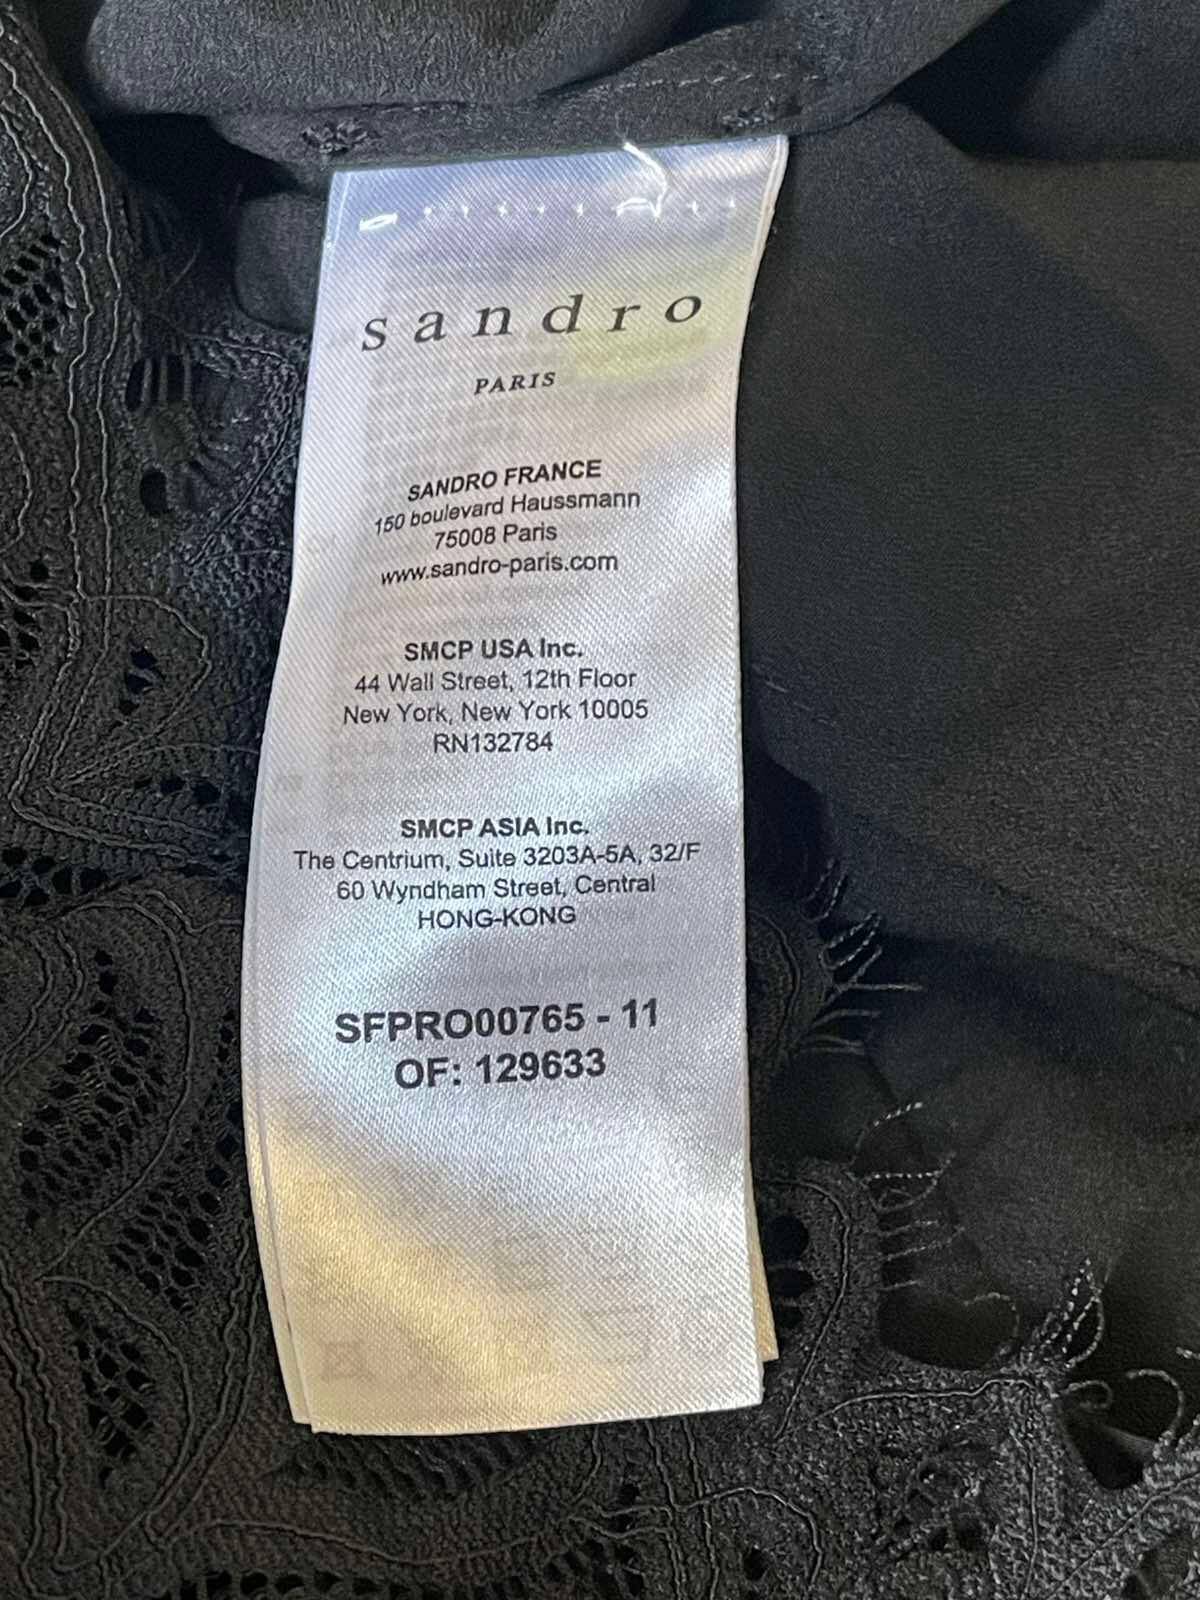 sandro
PARIS
SANDRO FRANCE
150 boulevard Haussmann
75008 Paris
www.sandro-paris.com
SMCP USA Inc.
44 Wall Street, 12th Floor
New York, New York 10005
RN132784
SMCP ASIA Inc.
The Centrium, Suite 3203A-5A, 32/F
60 Wyndham Street, Central
HONG-KONG
SFPRO00765 - 11
OF: 129633